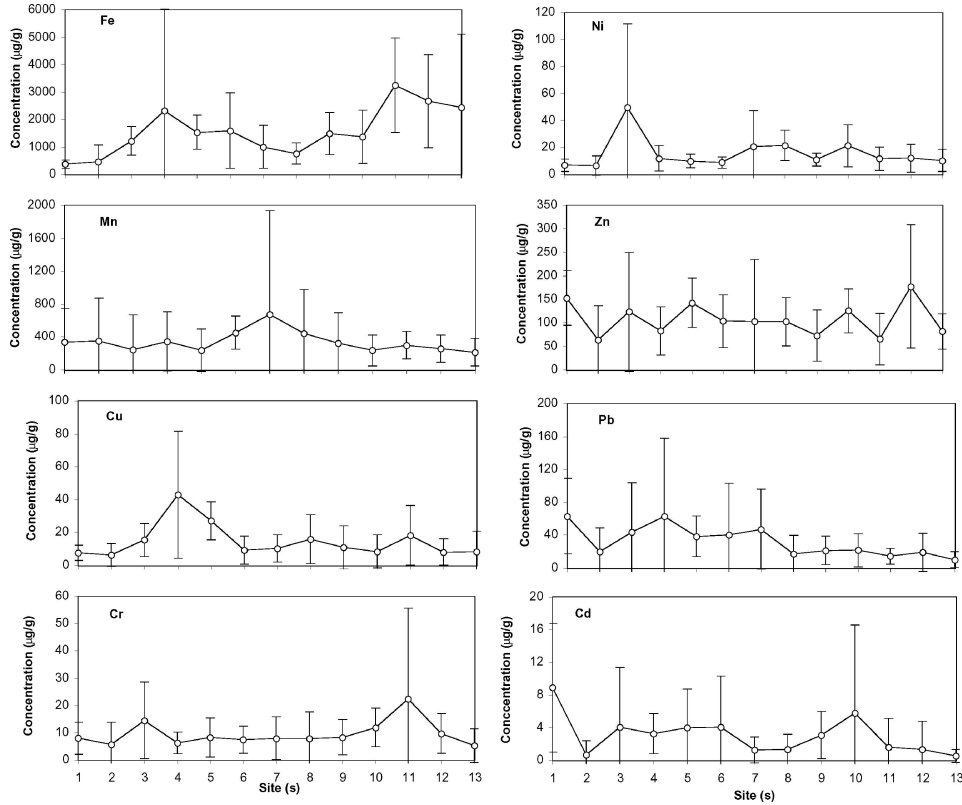 Fe
Concentration (µg/g)
6000
5000
4000
3000
2000
1000
0
Ni
Concentration (µg/g)
120
100
80
60
40
20
0
Mn
Concentration (µg/g)
2000
1600
1200
800
400
0
Zn
Concentration (µg/g)
350
300
250
200
150
100
50
0
Cu
Concentration (µg/g)
100
80
60
40
20
0
Pb
Concentration (µg/g)
200
160
120
80
40
0
Cr
Concentration (µg/g)
60
50
40
30
20
10
0
1 2 3 4 5 6 7 8 9 10 11 12 13
Site (s)
Cd
Conccentration (µg/g)
20
16
12
8
4
0
1 2 3 4 5 6 7 8 9 10 11 12 13
Site (s)